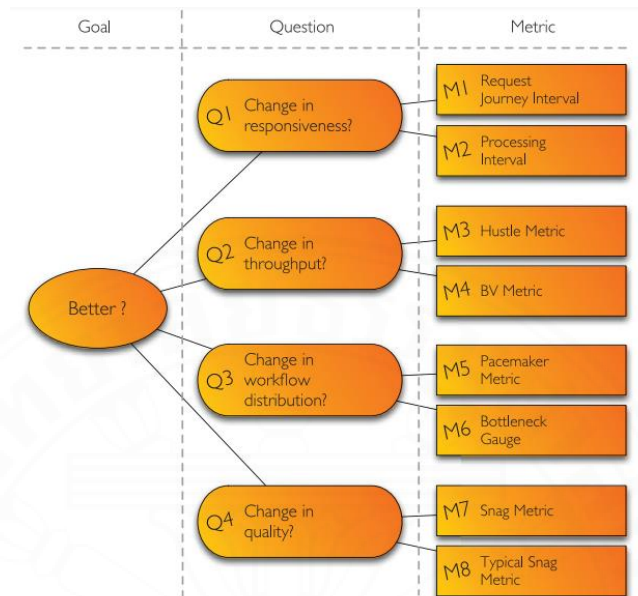 Goal
Question
Metric
Better ?
Q1
Change in
responsiveness?
Q2
Change in
throughput?
Q3
Change in
workflow
distribution?
Q4
Change in
quality?
M1
Request
Journey Interval
M2
Processing
Interval
M3
Hustle Metric
M4
BV Metric
M5
Pacemaker
Metric
M6
Bottleneck
Gauge
M7
Snag Metric
M8
Typical Snag
Metric